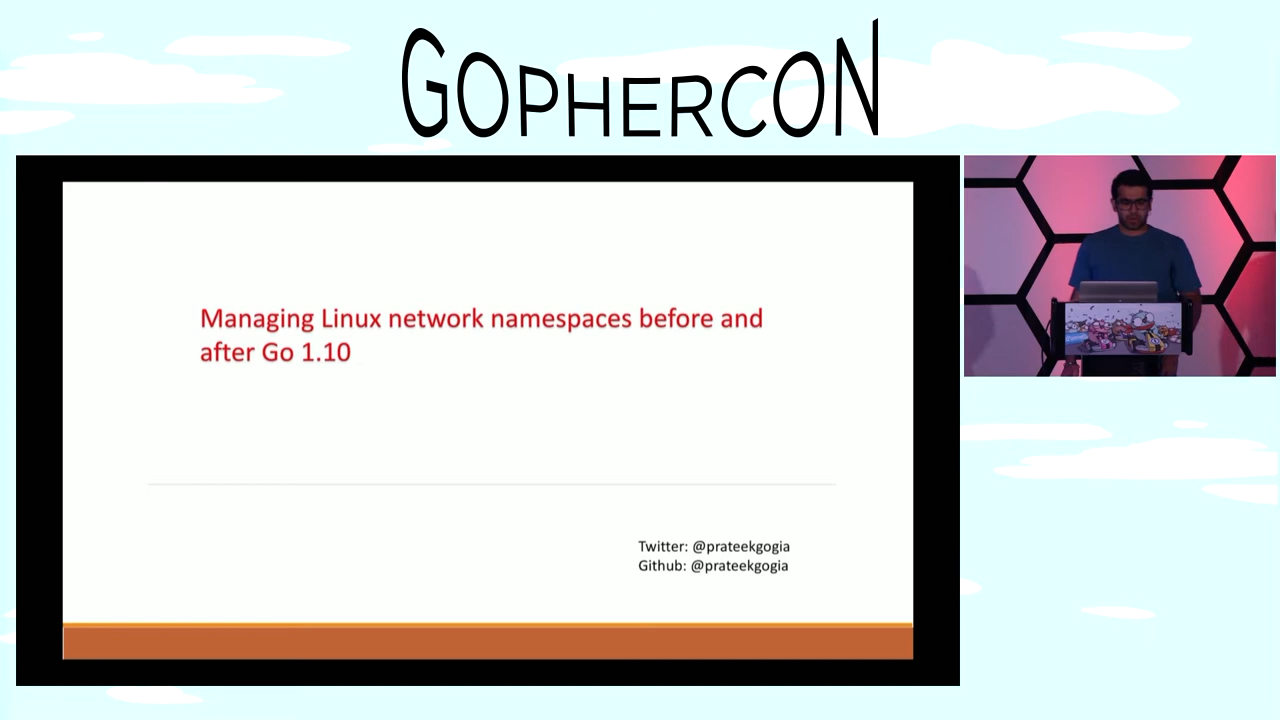 GOPHERCON
Managing Linux network namespaces before and
after Go 1.10
Twitter: @prateekgogia
Github: @prateekgogia